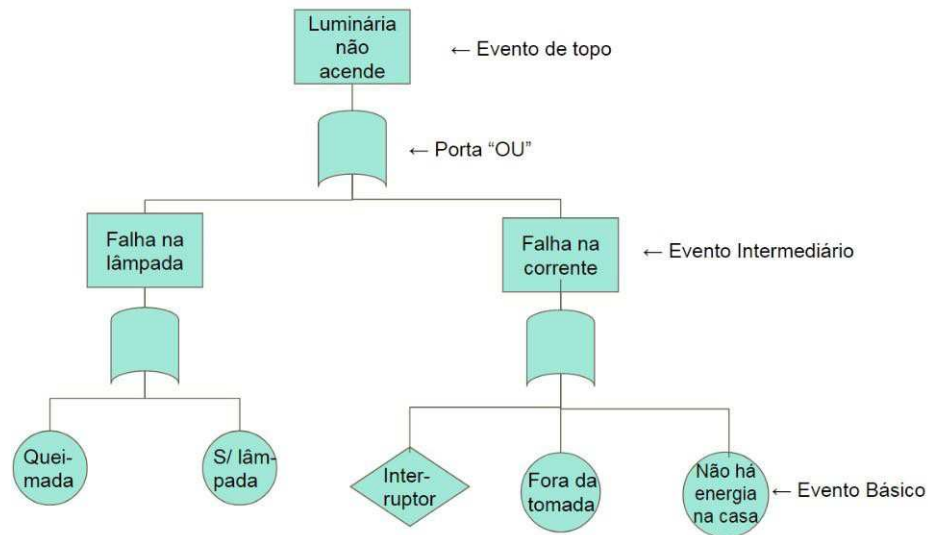 Luminária
não
acende
← Evento de topo
← Porta “OU”
Falha na
lâmpada
Falha na
corrente
← Evento Intermediário
Quei-
mada
S/ lâm-
pada
Inter-
ruptor
Fora da
tomada
Não há
energia
na casa
← Evento Básico